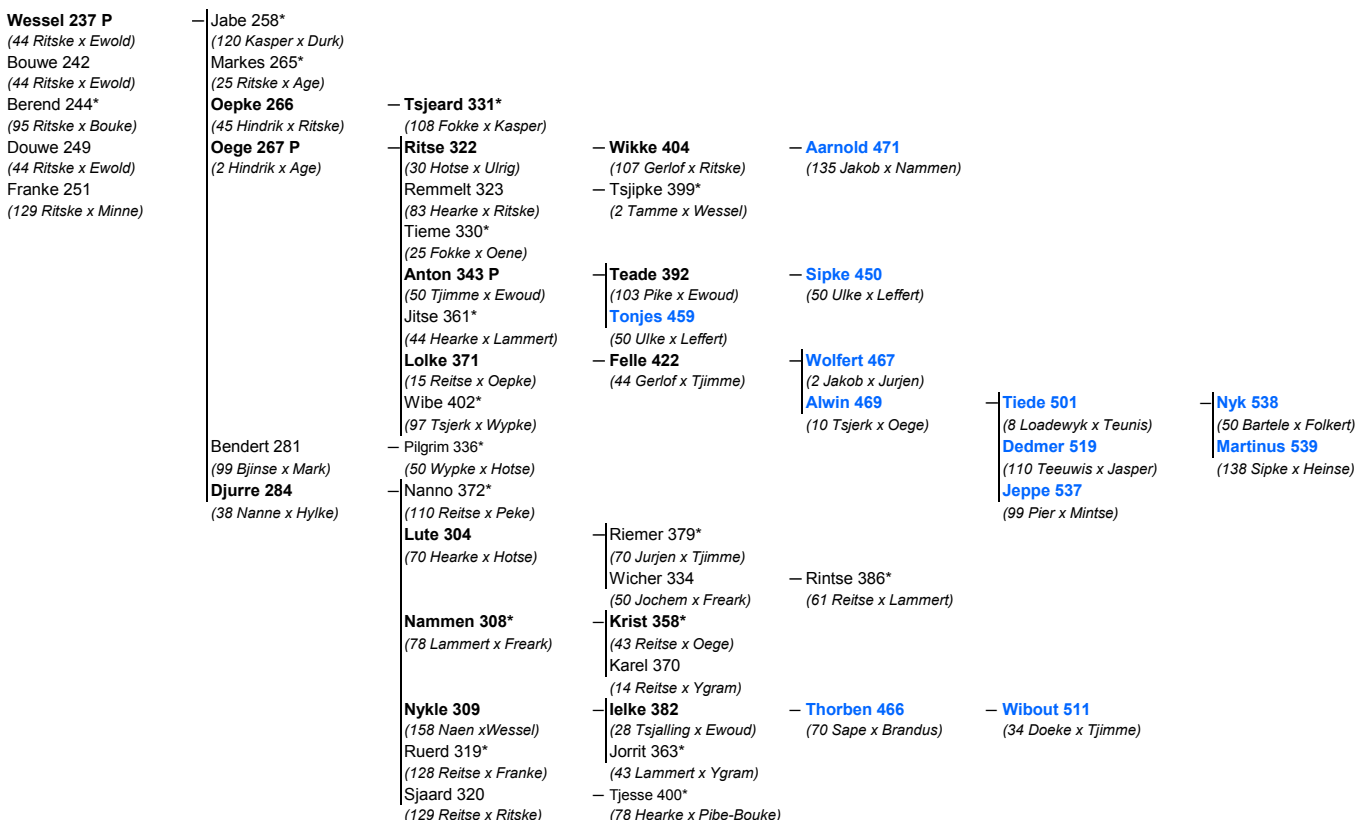 Wessel 237 P – Jabe 258*
(44 Ritske x Ewold) (120 Kasper x Durk)
Bouwe 242 Markes 265*
(44 Ritske x Ewold) (25 Ritske x Age)
Berend 244* Oepke 266 – Tsjeard 331*
(95 Ritske x Bouke) (45 Hindrik x Ritske) (108 Fokke x Kasper)
Douwe 249 Oege 267 P – Ritse 322 – Wikke 404 – Aarnold 471
(44 Ritske x Ewold) (2 Hindrik x Age) (30 Hotse x Ulrig) (107 Gerlof x Ritske) (135 Jakob x Nammen)
Franke 251 Remmelt 323 – Tsjipke 399*
(129 Ritske x Minne) (83 Hearke x Ritske) (2 Tamme x Wessel)
Tieme 330*
(25 Fokke x Oene)
Anton 343 P – Teade 392 – Sipke 450
(50 Tjimme x Ewoud) (103 Pike x Ewoud) (50 Ulke x Leffert)
Jitse 361* Tonjes 459
(44 Hearke x Lammert) (50 Ulke x Leffert)
Lolke 371 – Felle 422 – Wolfert 467
(15 Reitse x Oepke) (44 Gerlof x Tjimme) (2 Jakob x Jurjen)
Wibe 402* Alwin 469 – Tiede 501 – Nyk 538
(97 Tsjerk x Wypke) (10 Tsjerk x Oege) (8 Loadewyk x Teunis) (50 Bartele x Folkert)
Bendert 281 – Pilgrim 336* Dedmer 519 Martinus 539
(99 Bjinse x Mark) (50 Wypke x Hotse) (110 Teeuwis x Jasper) (138 Sipke x Heinse)
Djurre 284 – Nanno 372* Jeppe 537
(38 Nanne x Hylke) (110 Reitse x Peke) (99 Pier x Mintse)
Lute 304 – Riemer 379*
(70 Hearke x Hotse) (70 Jurjen x Tjimme)
Wicher 334 – Rintse 386*
(50 Jochem x Freark) (61 Reitse x Lammert)
Nammen 308* – Krist 358*
(78 Lammert x Freark) (43 Reitse x Oege)
Karel 370
(14 Reitse x Ygram)
Nykle 309 – Ielke 382 – Thorben 466 – Wibout 511
(158 Naen xWessel) (28 Tsjalling x Ewoud) (70 Sape x Brandus) (34 Doeke x Tjimme)
Ruerd 319* Jorrit 363*
(128 Reitse x Franke) (43 Lammert x Ygram)
Sjaard 320 – Tjesse 400*
(129 Reitse x Ritske) (78 Hearke x Pibe-Bouke)